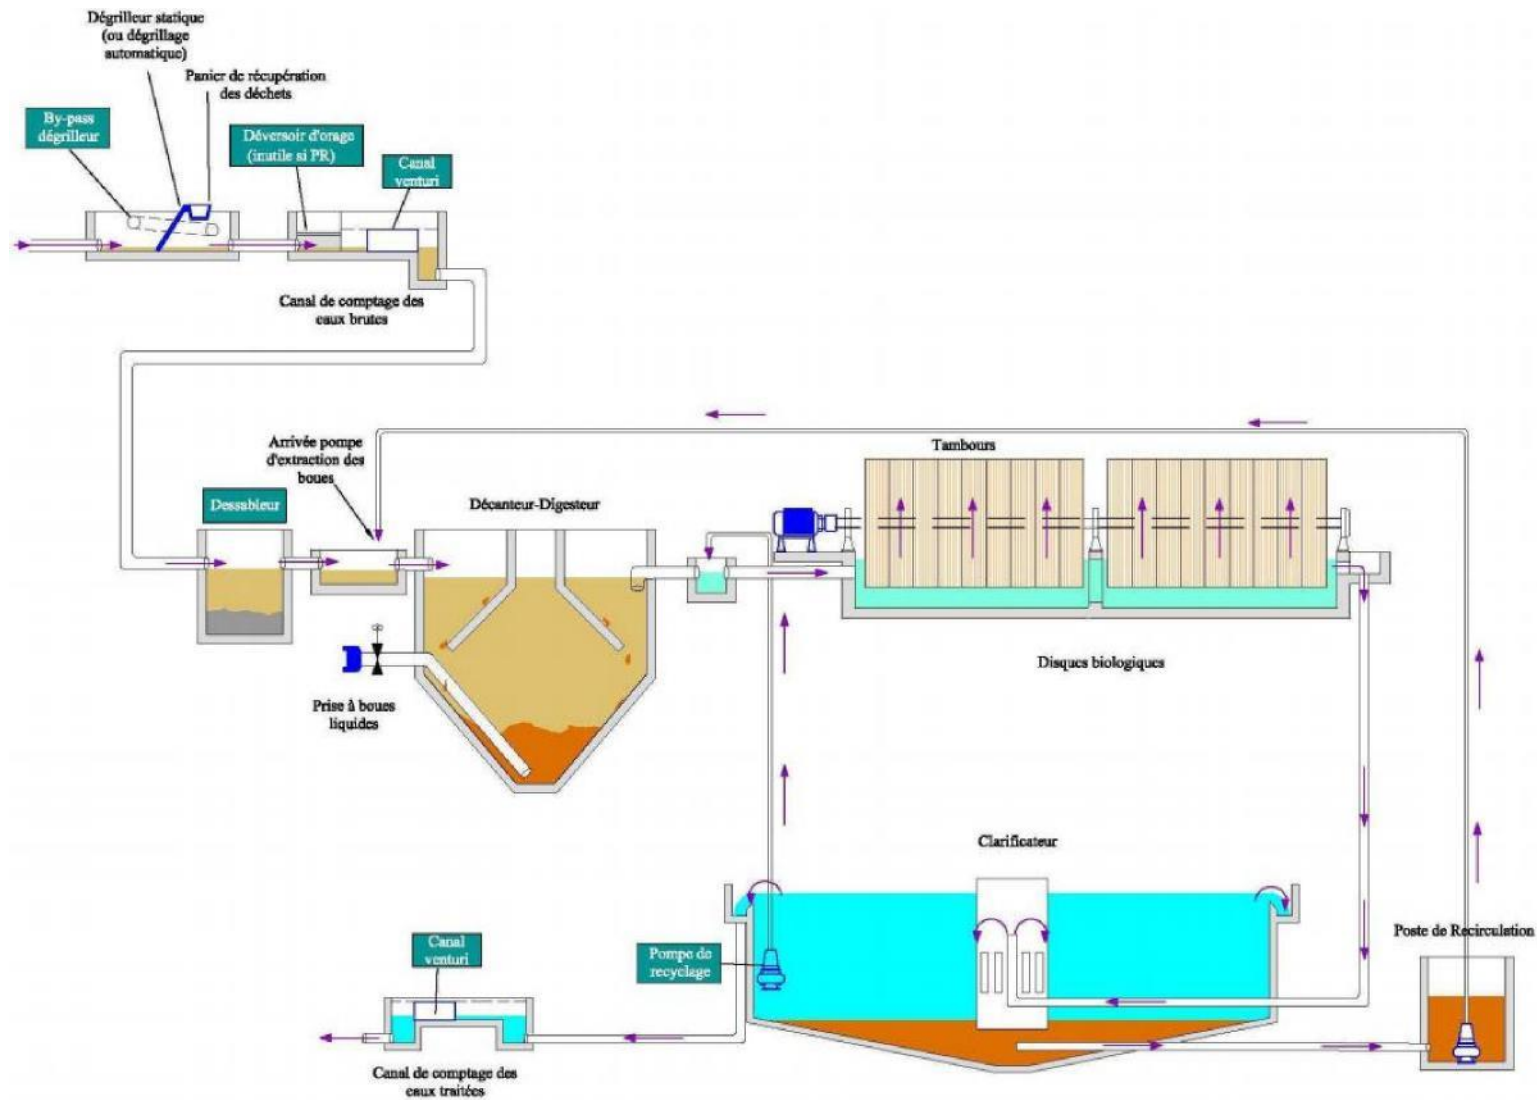 Dégrilleur statique
(ou dégrillage
automatique)
Panier de récupération
des déchets
By-pass
dégrilleur
Déversoir d'orage
(inutile si PR)
Canal
venturi
Canal de comptage des
eaux brutes
Arrivée pompe
d'extraction des
boues
Tambours
Dessableur
Décanteur-Digesteur
Prise à boues
liquides
Disques biologiques
Clarificateur
Canal
venturi
Pompe de
recyclage
Poste de Recirculation
Canal de comptage des
eaux traitées